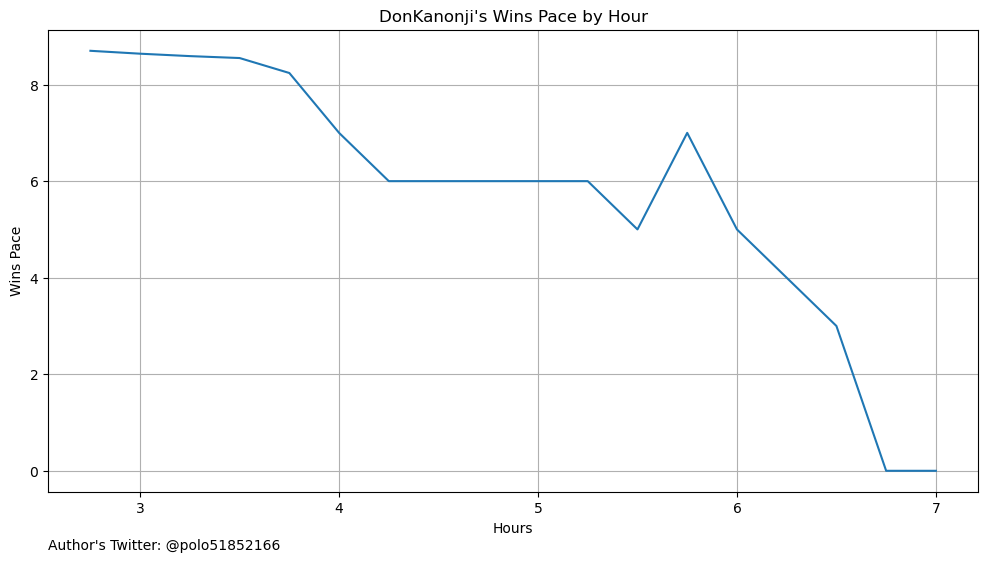 DonKanonji's Wins Pace by Hour
Wins Pace
8
6
4
2
0
3 4 5 6 7
Hours
Author's Twitter: @polo51852166